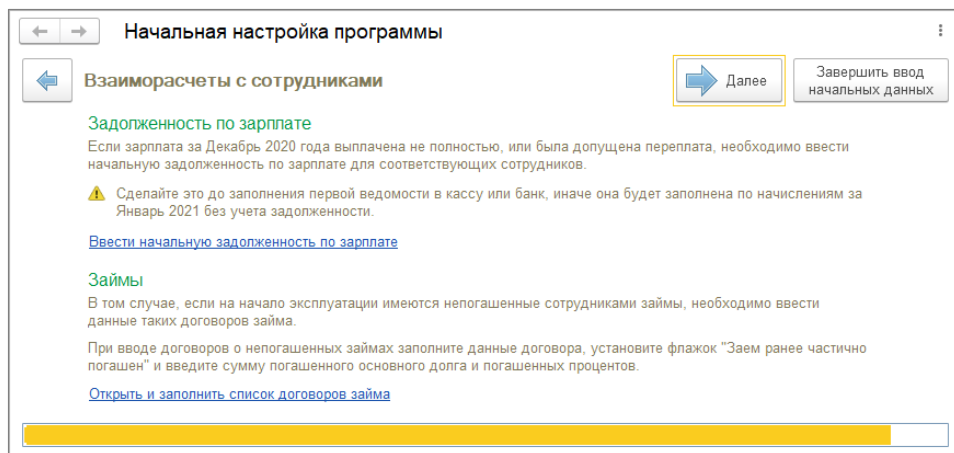 Начальная настройка программы
Взаиморасчеты с сотрудниками
Далее
Завершить ввод
начальных данных
Задолженность по зарплате
Если зарплата за Декабрь 2020 года выплачена не полностью, или была допущена переплата, необходимо ввести
начальную задолженность по зарплате для соответствующих сотрудников.
Сделайте это до заполнения первой ведомости в кассу или банк, иначе она будет заполнена по начислениям за
Январь 2021 без учета задолженности.
Ввести начальную задолженность по зарплате
Займы
В том случае, если на начало эксплуатации имеются непогашенные сотрудниками займы, необходимо ввести
данные таких договоров займа.
При вводе договоров о непогашенных займах заполните данные договора, установите флажок "Заем ранее частично
погашен" и введите сумму погашенного основного долга и погашенных процентов.
Открыть и заполнить список договоров займа